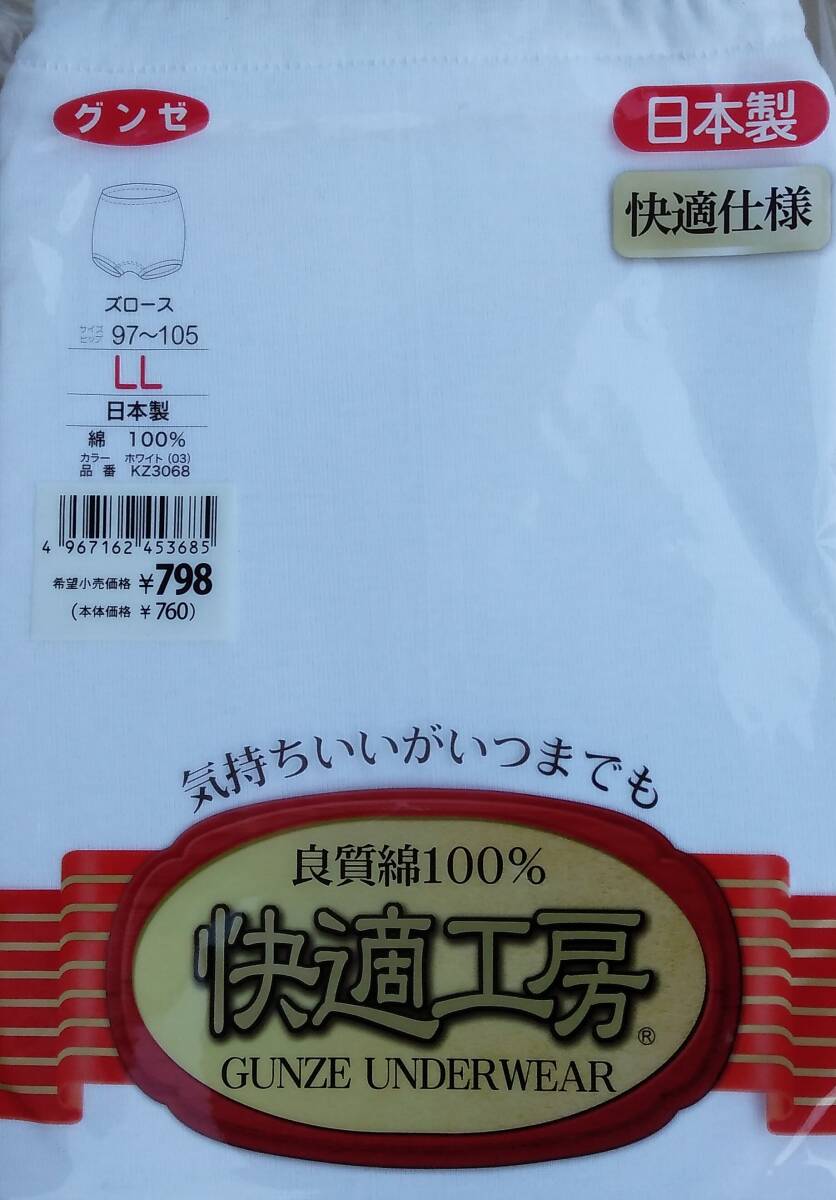 グンゼ
日本製
快適仕様
ズロース
サイズ
ヒップ 97～105
LL
日本製
綿 100%
カラー ホワイト(03)
品番 KZ3068
4 967162 453685
希望小売価格 ¥798
(本体価格 ¥760)
気持ちいいがいつまでも
良質綿100%
快適工房®
GUNZE UNDERWEAR